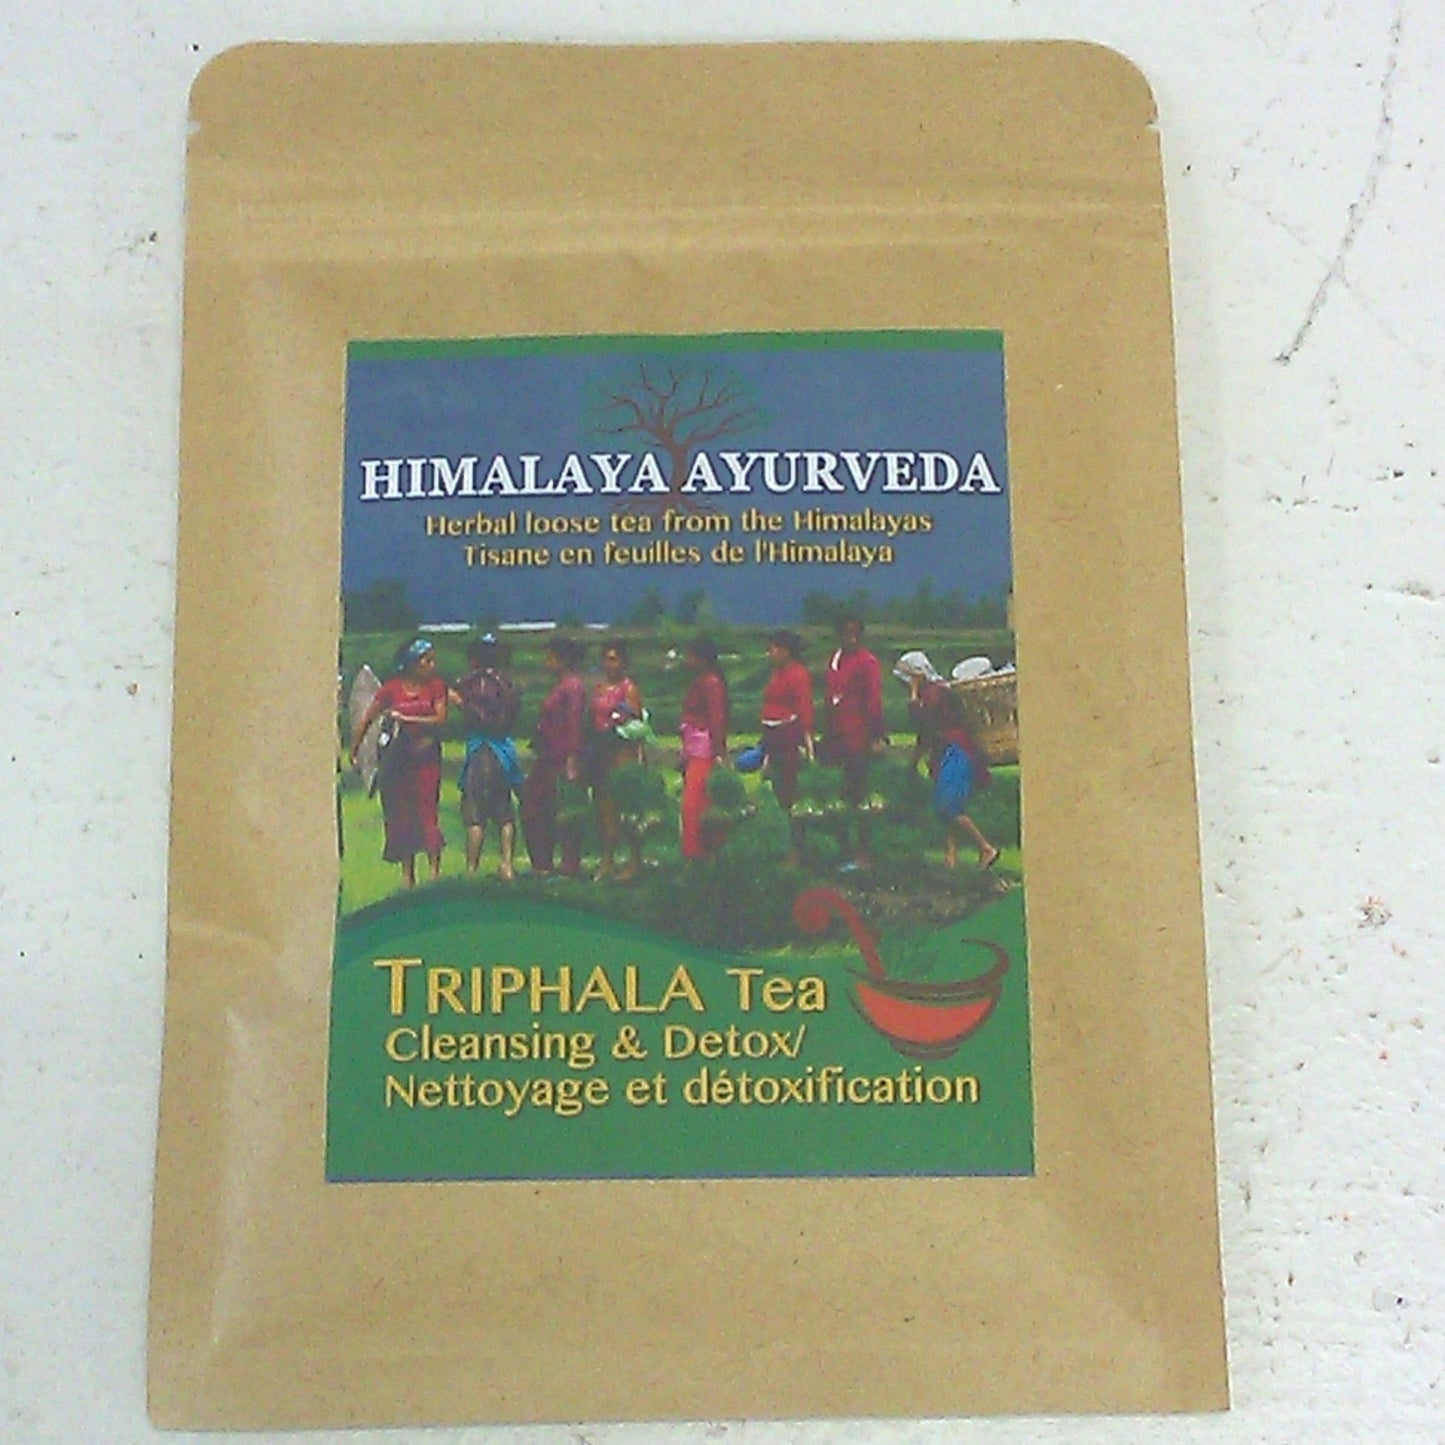 HIMALAYA AYURVEDA
Herbal loose tea from the Himalayas
Tisane en feuilles de l'Himalaya
TRIPHALA Tea
Cleansing & Detox/
Nettoyage et détoxification